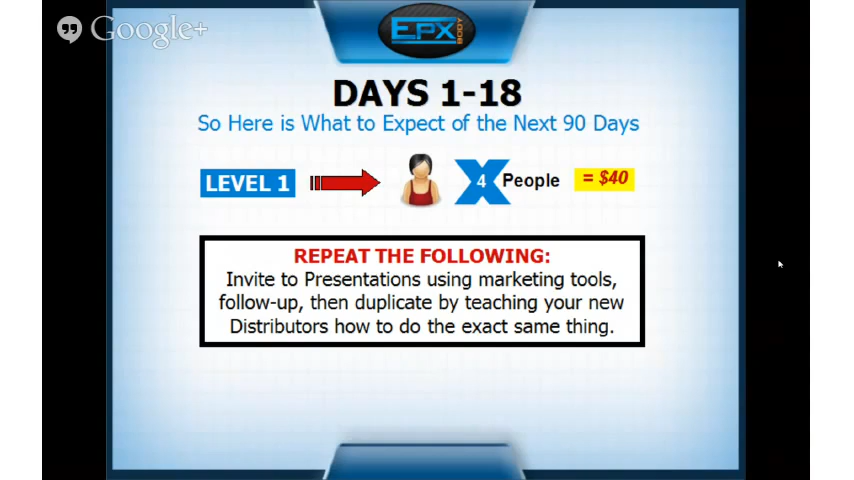 Google+
EPX BODY
DAYS 1-18
So Here is What to Expect of the Next 90 Days
LEVEL 1
X 4 People = $40
REPEAT THE FOLLOWING:
Invite to Presentations using marketing tools,
follow-up, then duplicate by teaching your new
Distributors how to do the exact same thing.